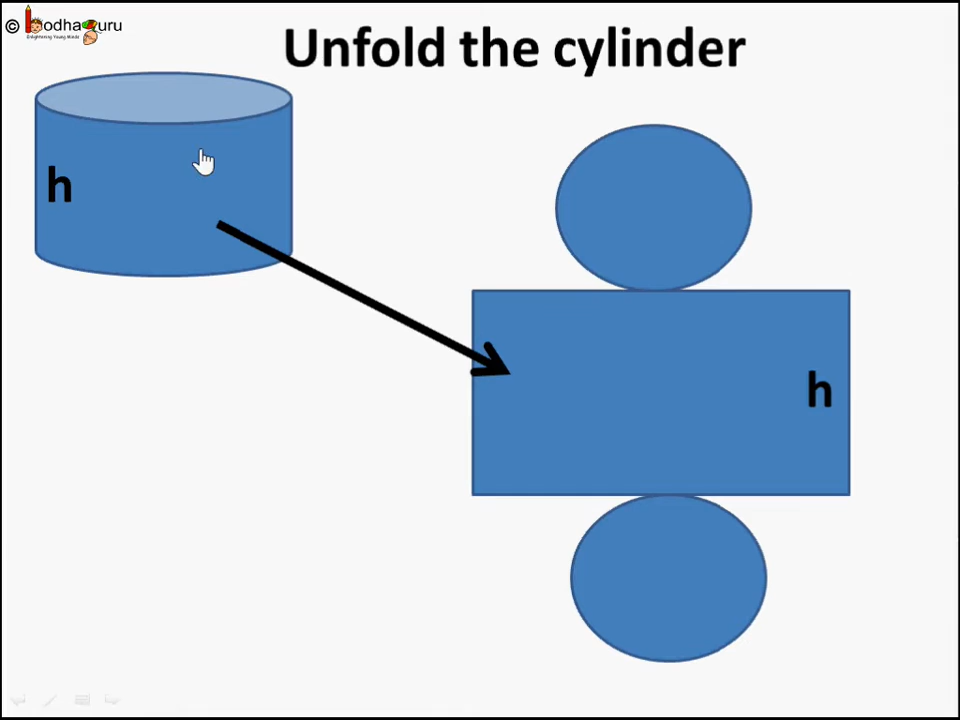 © bodhaguru
Enlightening Young Minds
Unfold the cylinder
h
h